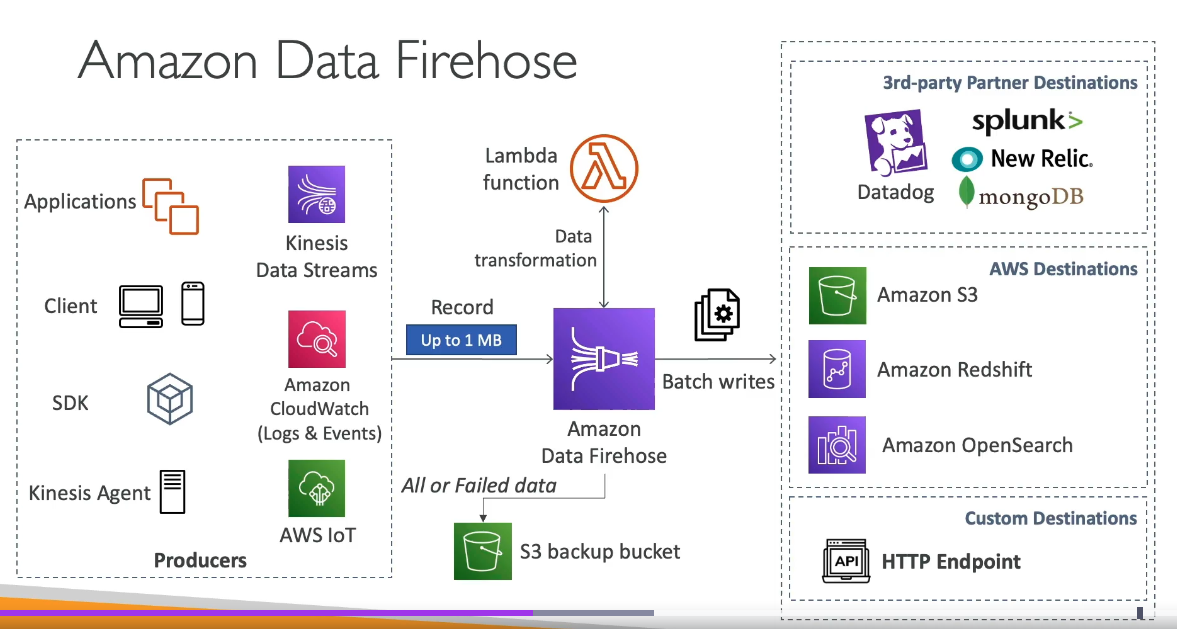 Amazon Data Firehose
Applications
Client
SDK
Kinesis Agent
Kinesis
Data Streams
Amazon
CloudWatch
(Logs & Events)
AWS IoT
Producers
Record
Up to 1 MB
Lambda
function
Data
transformation
Amazon
Data Firehose
All or Failed data
S3 backup bucket
Batch writes
3rd-party Partner Destinations
Datadog
splunk>
New Relic.
mongoDB
AWS Destinations
Amazon S3
Amazon Redshift
Amazon OpenSearch
Custom Destinations
API
HTTP Endpoint